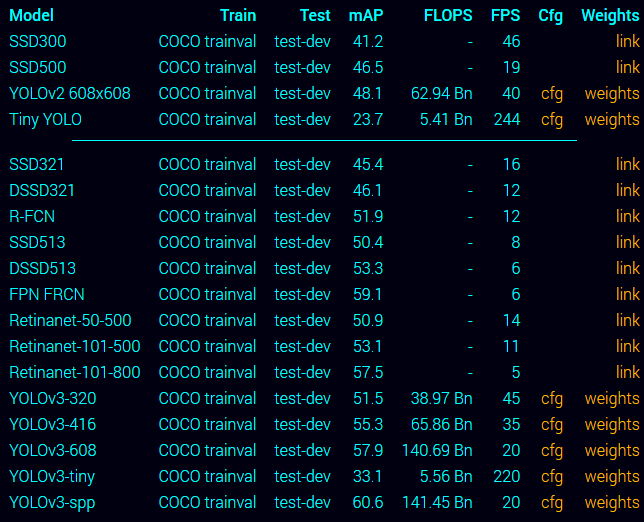 Model Train Test mAP FLOPS FPS Cfg Weights
SSD300 COCO trainval test-dev 41.2 - 46 link
SSD500 COCO trainval test-dev 46.5 - 19 link
YOLOv2 608x608 COCO trainval test-dev 48.1 62.94 Bn 40 cfg weights
Tiny YOLO COCO trainval test-dev 23.7 5.41 Bn 244 cfg weights
SSD321 COCO trainval test-dev 45.4 - 16 link
DSSD321 COCO trainval test-dev 46.1 - 12 link
R-FCN COCO trainval test-dev 51.9 - 12 link
SSD513 COCO trainval test-dev 50.4 - 8 link
DSSD513 COCO trainval test-dev 53.3 - 6 link
FPN FRCN COCO trainval test-dev 59.1 - 6 link
Retinanet-50-500 COCO trainval test-dev 50.9 - 14 link
Retinanet-101-500 COCO trainval test-dev 53.1 - 11 link
Retinanet-101-800 COCO trainval test-dev 57.5 - 5 link
YOLOv3-320 COCO trainval test-dev 51.5 38.97 Bn 45 cfg weights
YOLOv3-416 COCO trainval test-dev 55.3 65.86 Bn 35 cfg weights
YOLOv3-608 COCO trainval test-dev 57.9 140.69 Bn 20 cfg weights
YOLOv3-tiny COCO trainval test-dev 33.1 5.56 Bn 220 cfg weights
YOLOv3-spp COCO trainval test-dev 60.6 141.45 Bn 20 cfg weights